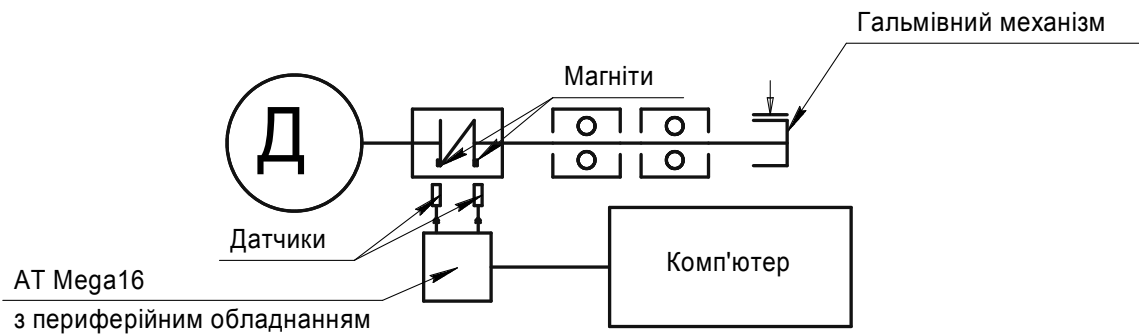 Гальмівний механізм
Магніти
Д
Датчики
Комп'ютер
AT Mega16
з периферійним обладнанням